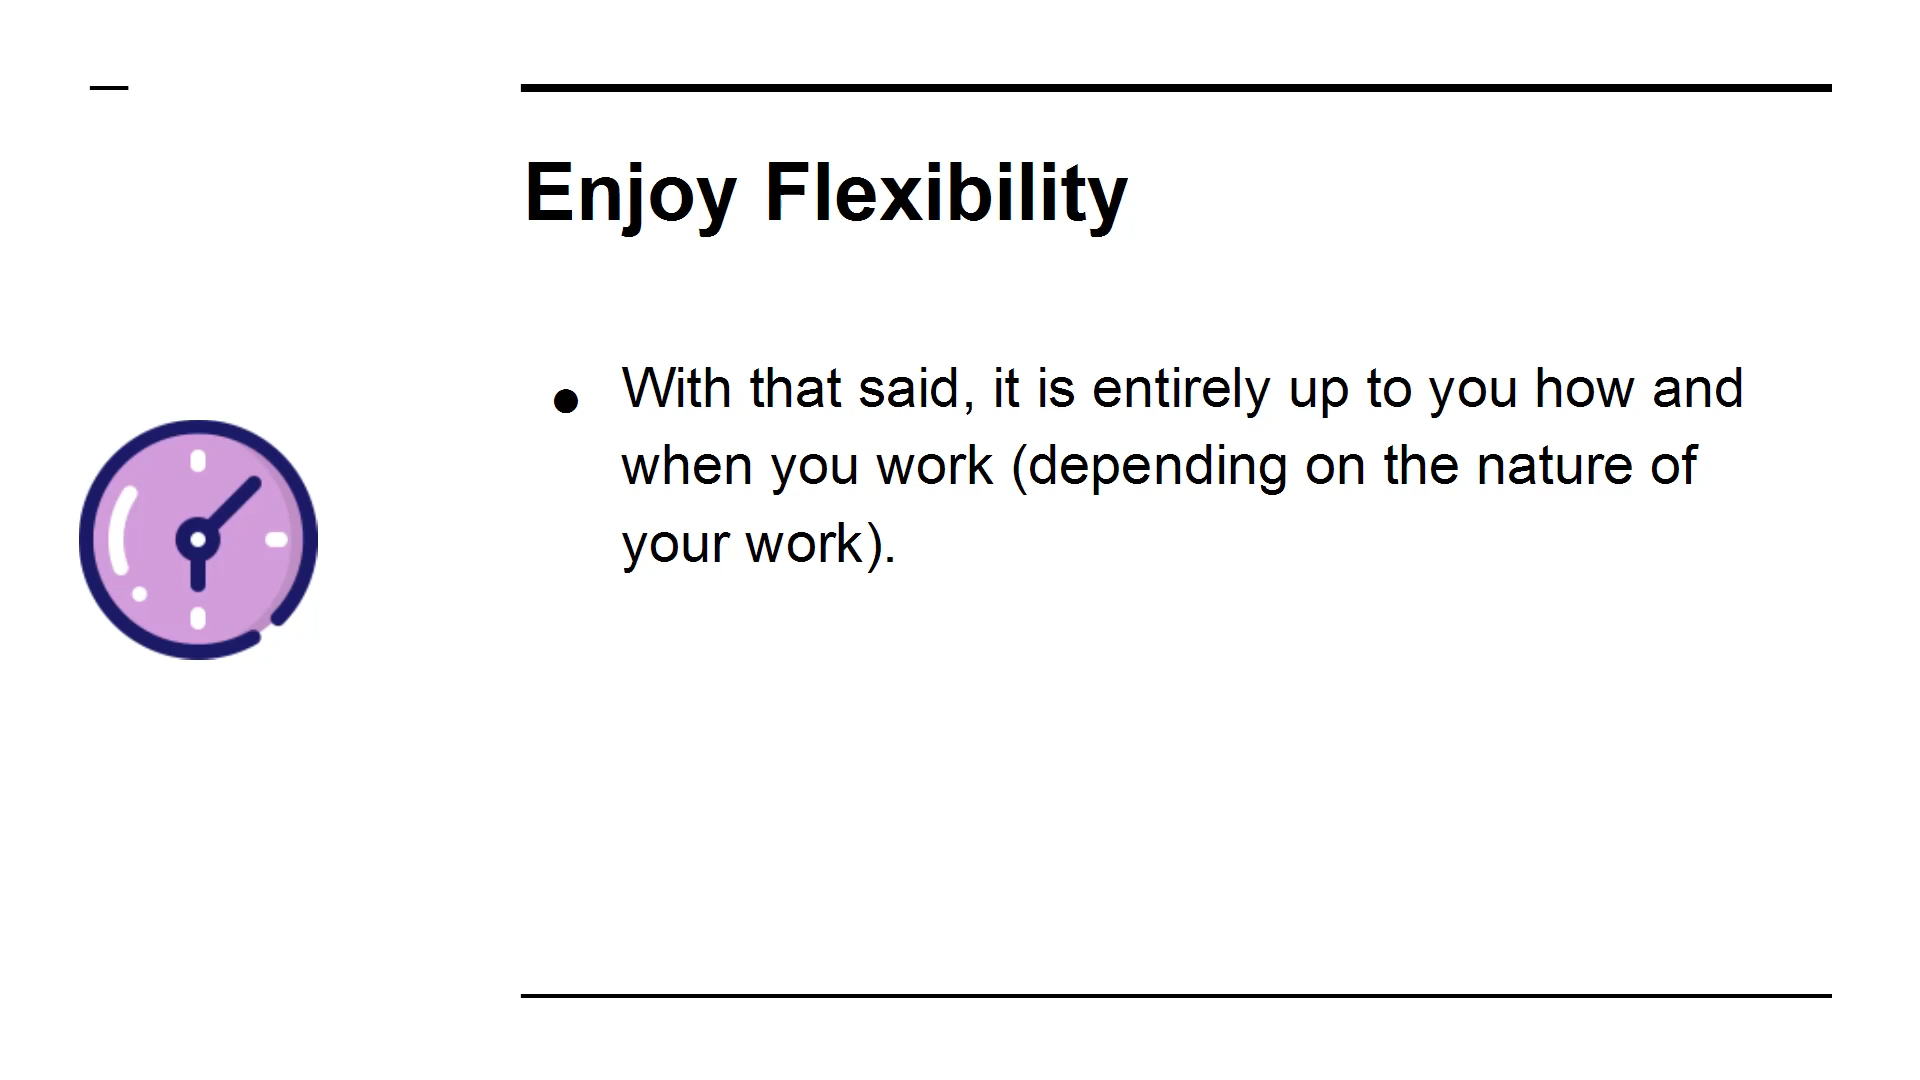 Enjoy Flexibility
● With that said, it is entirely up to you how and
when you work (depending on the nature of
your work).